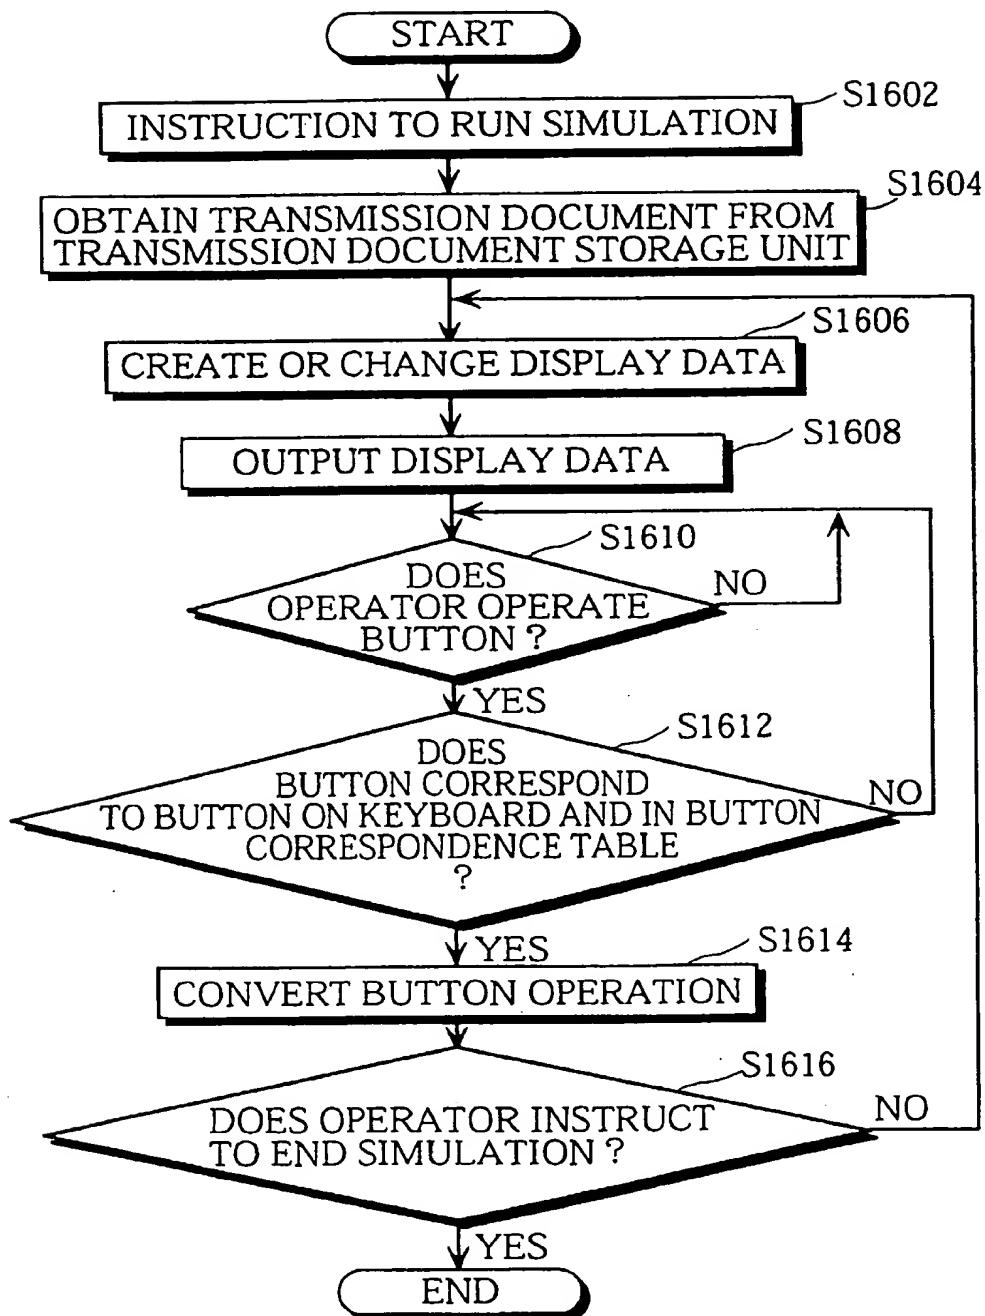 START
S1602
INSTRUCTION TO RUN SIMULATION
S1604
OBTAIN TRANSMISSION DOCUMENT FROM
TRANSMISSION DOCUMENT STORAGE UNIT
S1606
CREATE OR CHANGE DISPLAY DATA
S1608
OUTPUT DISPLAY DATA
S1610
DOES
OPERATOR OPERATE
BUTTON ?
NO
YES
S1612
DOES
BUTTON CORRESPOND
TO BUTTON ON KEYBOARD AND IN BUTTON
CORRESPONDENCE TABLE
?
NO
YES
S1614
CONVERT BUTTON OPERATION
S1616
DOES OPERATOR INSTRUCT
TO END SIMULATION ?
NO
YES
END